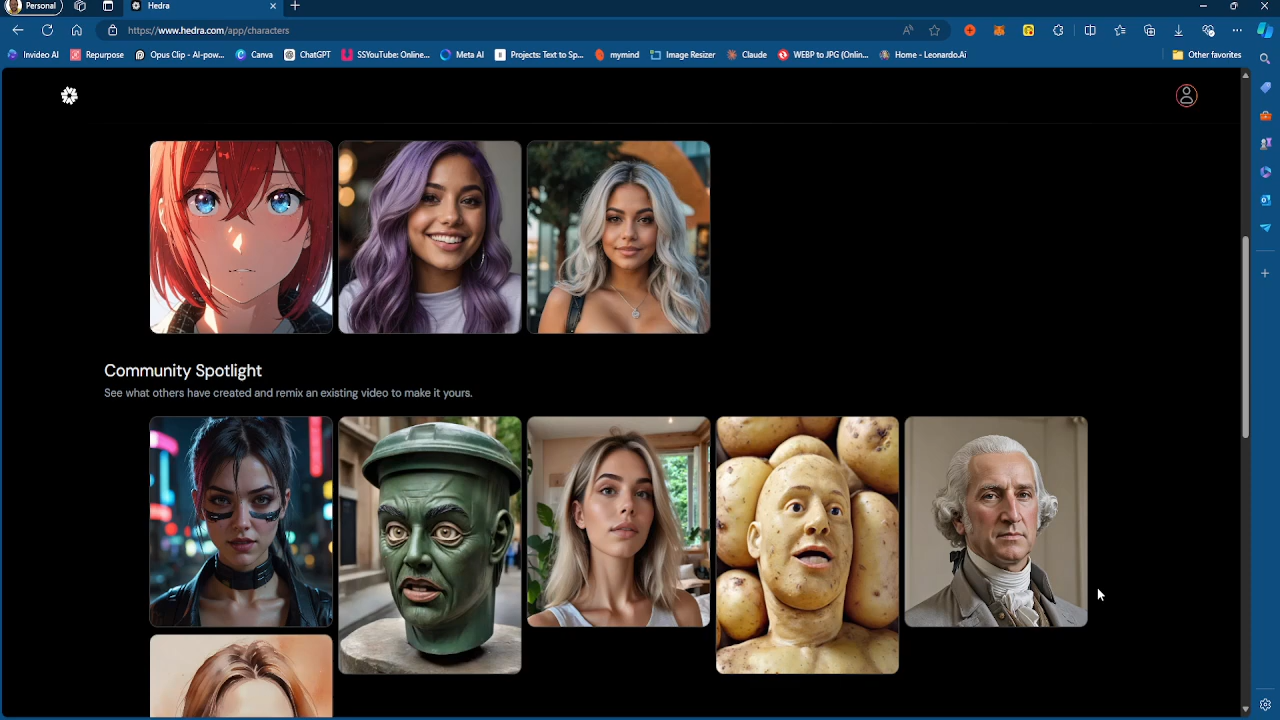 Personal
Hedra
https://www.hedra.com/app/characters
Invideo AI
Repurpose
Opus Clip - AI-pow...
Canva
ChatGPT
SSYouTube: Online...
Meta AI
Projects: Text to Sp...
mymind
Image Resizer
Claude
WEBP to JPG (Onlin...
Home - Leonardo.Ai
Other favorites
Community Spotlight
See what others have created and remix an existing video to make it yours.